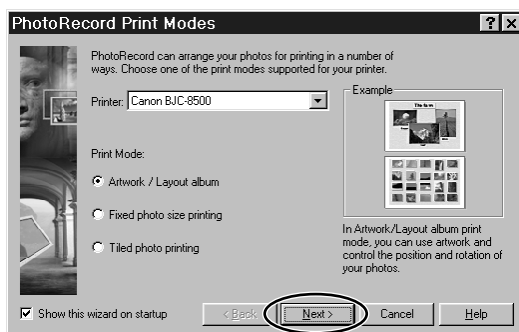 PhotoRecord Print Modes
PhotoRecord can arrange your photos for printing in a number of
ways. Choose one of the print modes supported for your printer.
Printer: Canon BJC-8500
Example
Print Mode:
Artwork / Layout album
Fixed photo size printing
Tiled photo printing
In Artwork/Layout album print
mode, you can use artwork and
control the position and rotation of
your photos.
Show this wizard on startup
< Back
Next >
Cancel
Help